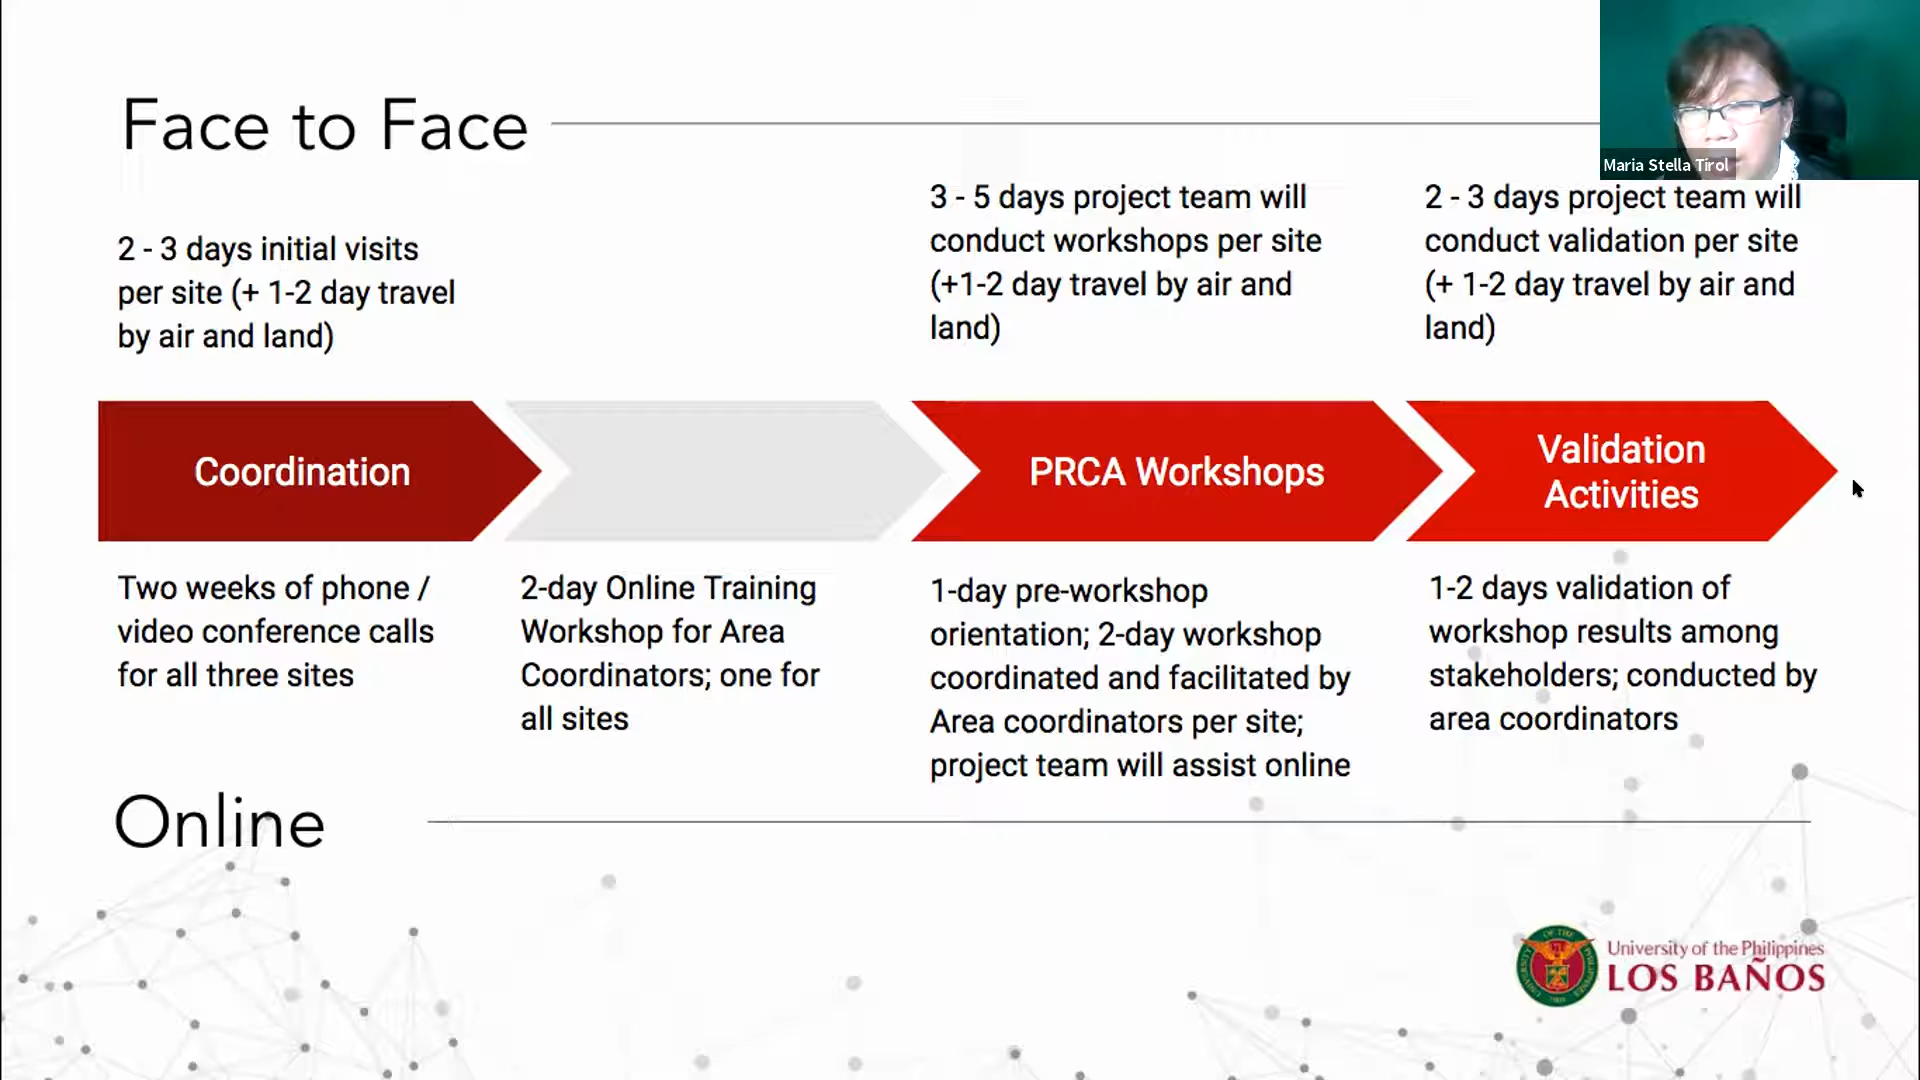 Face to Face
Maria Stella Tirol
2 - 3 days initial visits
per site (+ 1-2 day travel
by air and land)
3 - 5 days project team will
conduct workshops per site
(+1-2 day travel by air and
land)
2 - 3 days project team will
conduct validation per site
(+ 1-2 day travel by air and
land)
Coordination
PRCA Workshops
Validation
Activities
Two weeks of phone /
video conference calls
for all three sites
2-day Online Training
Workshop for Area
Coordinators; one for
all sites
1-day pre-workshop
orientation; 2-day workshop
coordinated and facilitated by
Area coordinators per site;
project team will assist online
1-2 days validation of
workshop results among
stakeholders; conducted by
area coordinators
Online
University of the Philippines
LOS BAÑOS